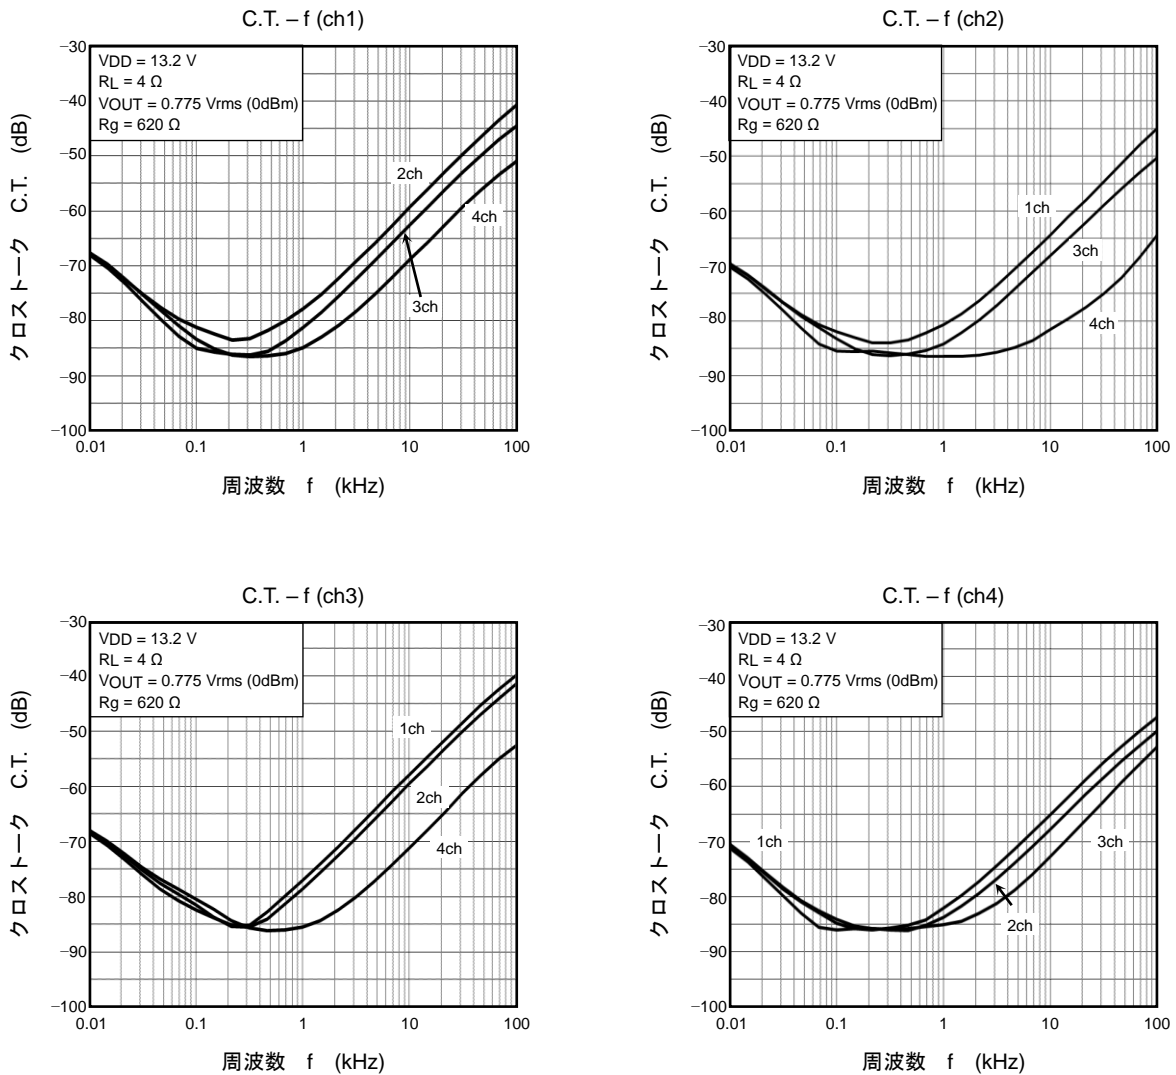 C.T. – f (ch1)
VDD = 13.2 V
RL = 4 Ω
VOUT = 0.775 Vrms (0dBm)
Rg = 620 Ω
クロストーク C.T. (dB)
−30
−40
−50
−60
−70
−80
−90
−100
2ch
4ch
3ch
0.01 0.1 1 10 100
周波数 f (kHz)
C.T. – f (ch2)
VDD = 13.2 V
RL = 4 Ω
VOUT = 0.775 Vrms (0dBm)
Rg = 620 Ω
クロストーク C.T. (dB)
−30
−40
−50
−60
−70
−80
−90
−100
1ch
3ch
4ch
0.01 0.1 1 10 100
周波数 f (kHz)
C.T. – f (ch3)
VDD = 13.2 V
RL = 4 Ω
VOUT = 0.775 Vrms (0dBm)
Rg = 620 Ω
クロストーク C.T. (dB)
−30
−40
−50
−60
−70
−80
−90
−100
1ch
2ch
4ch
0.01 0.1 1 10 100
周波数 f (kHz)
C.T. – f (ch4)
VDD = 13.2 V
RL = 4 Ω
VOUT = 0.775 Vrms (0dBm)
Rg = 620 Ω
クロストーク C.T. (dB)
−30
−40
−50
−60
−70
−80
−90
−100
1ch
3ch
2ch
0.01 0.1 1 10 100
周波数 f (kHz)